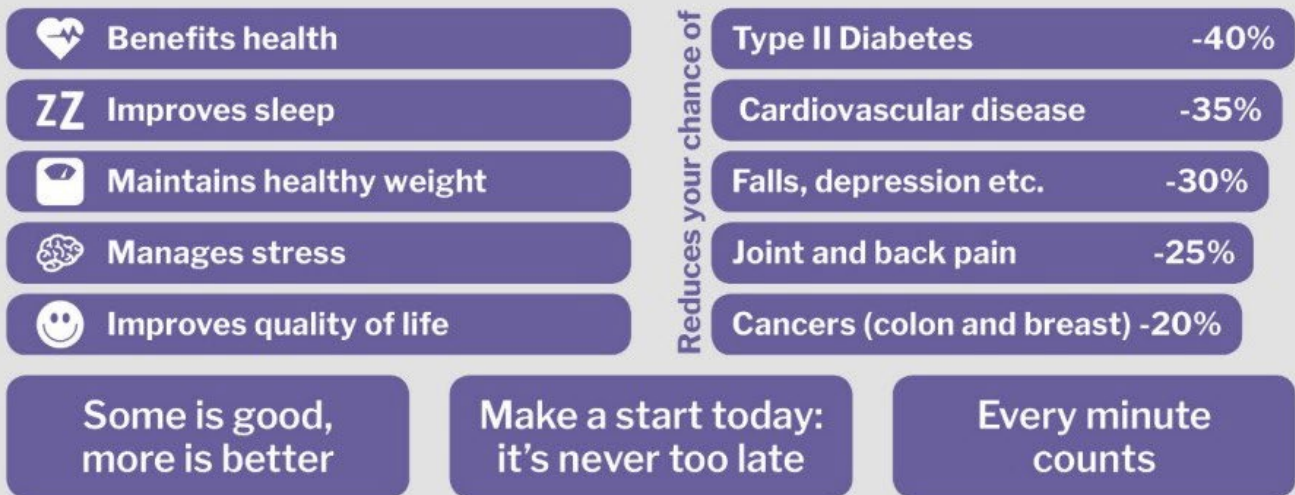 Benefits health
ZZ Improves sleep
Maintains healthy weight
Manages stress
Improves quality of life
Reduces your chance of
Type II Diabetes -40%
Cardiovascular disease -35%
Falls, depression etc. -30%
Joint and back pain -25%
Cancers (colon and breast) -20%
Some is good,
more is better
Make a start today:
it's never too late
Every minute
counts